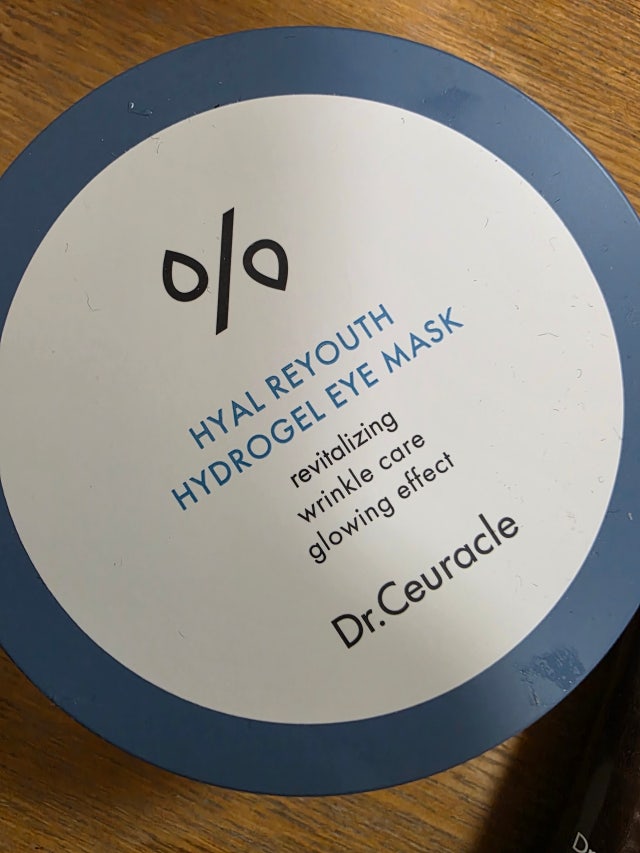 HYAL REYOUTH
HYDROGEL EYE MASK
revitalizing
wrinkle care
glowing effect
Dr.Ceuracle